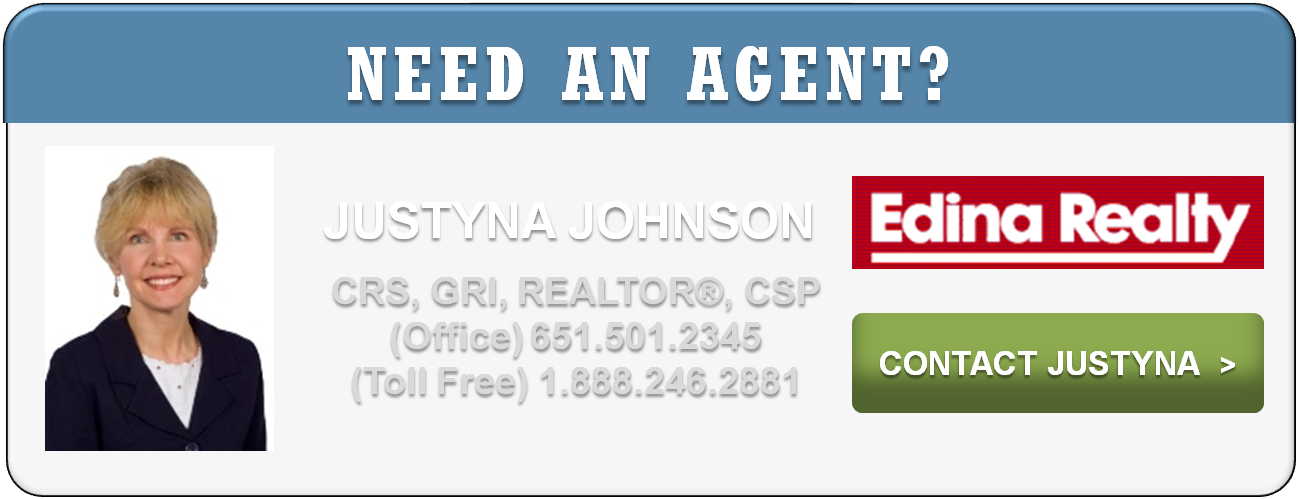 NEED AN AGENT?
JUSTYNA JOHNSON
CRS, GRI, REALTOR®, CSP
(Office) 651.501.2345
(Toll Free) 1.888.246.2881
Edina Realty
CONTACT JUSTYNA >